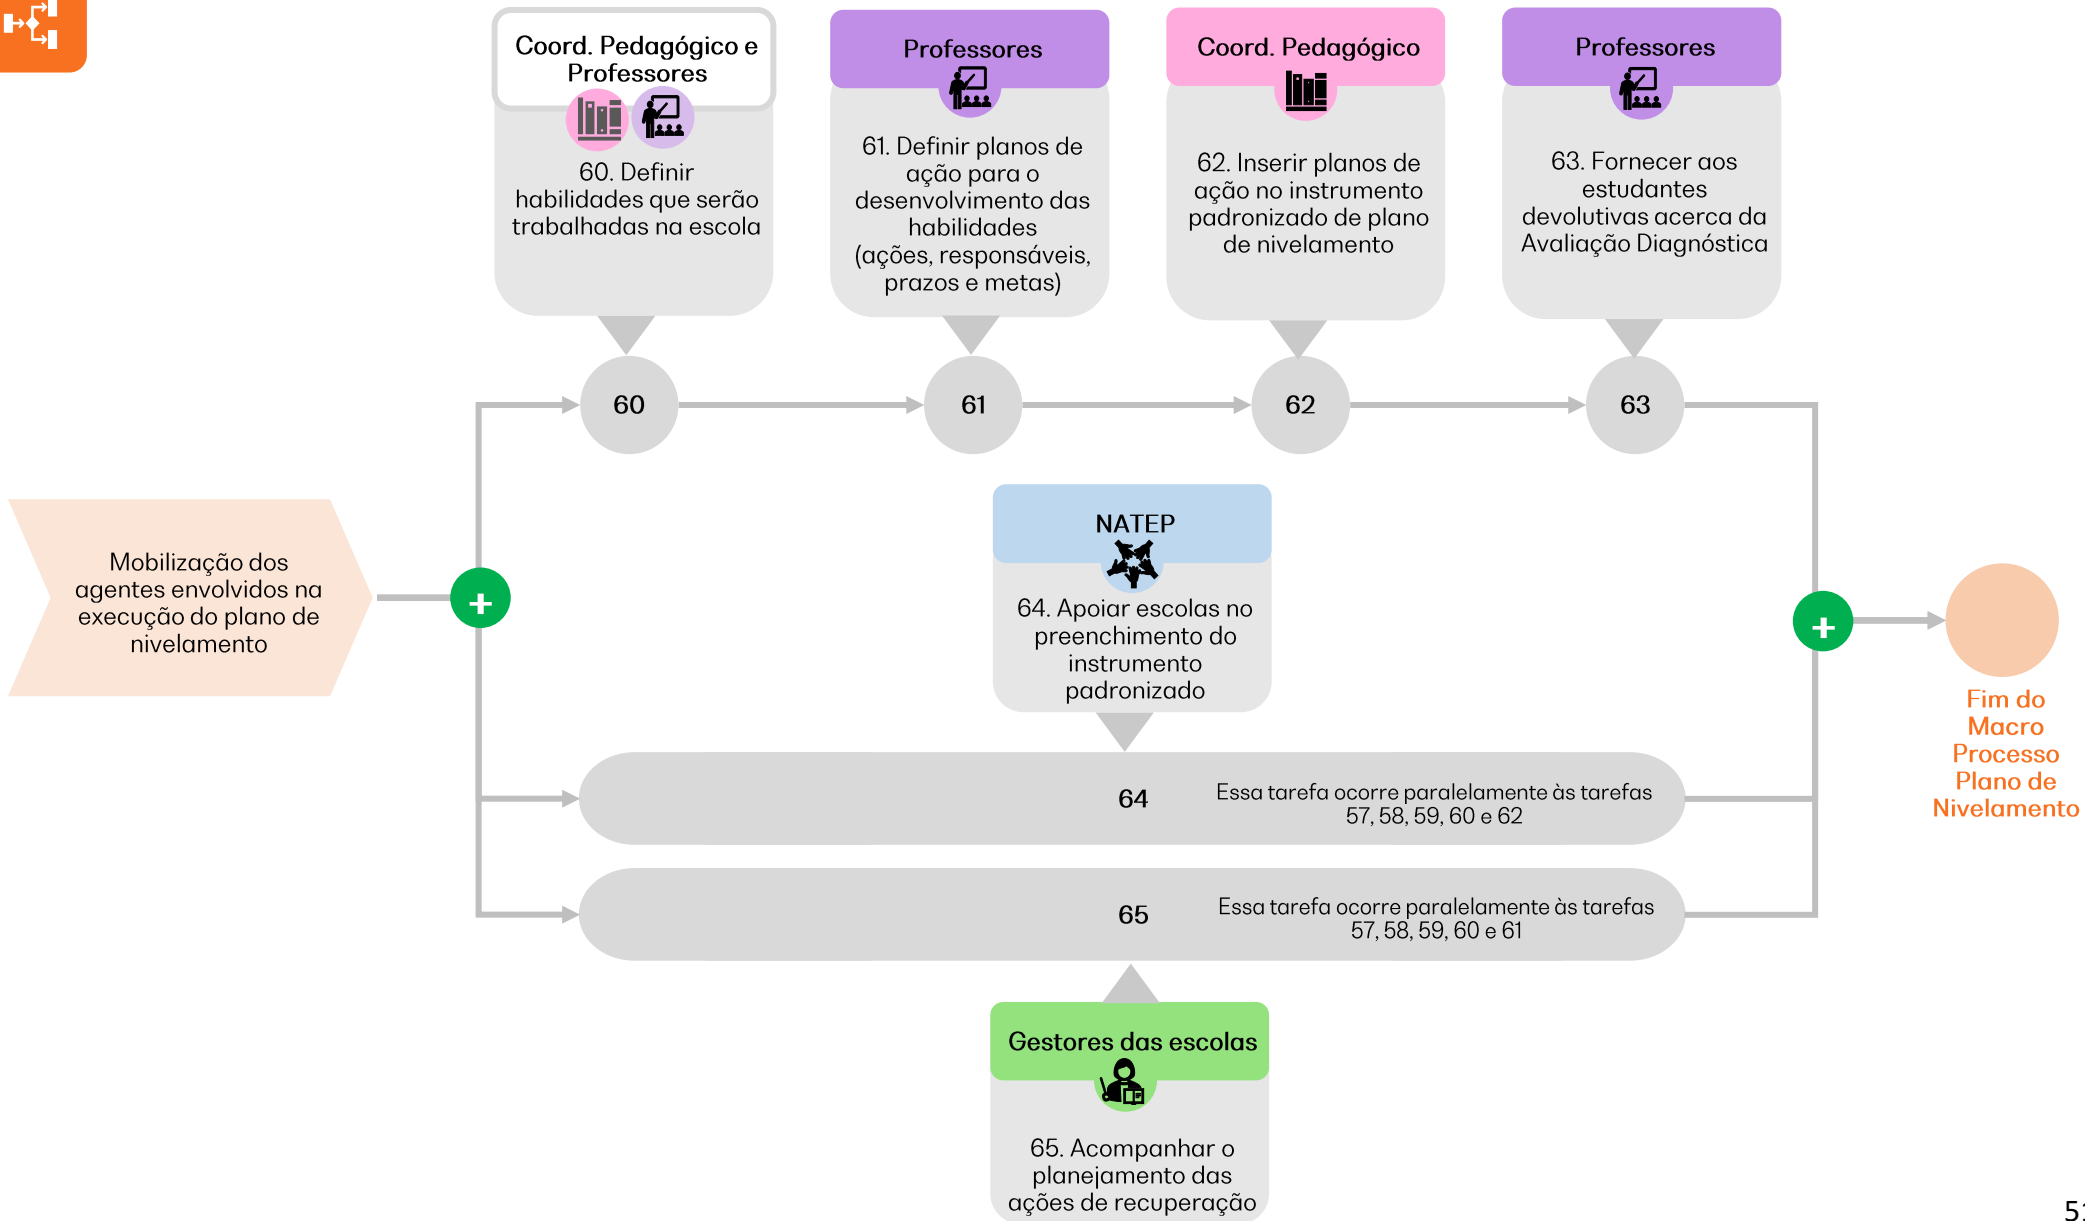 Coord. Pedagógico e
Professores
60. Definir
habilidades que serão
trabalhadas na escola
Professores
61. Definir planos de
ação para o
desenvolvimento das
habilidades
(ações, responsáveis,
prazos e metas)
Coord. Pedagógico
62. Inserir planos de
ação no instrumento
padronizado de plano
de nivelamento
Professores
63. Fornecer aos
estudantes
devolutivas acerca da
Avaliação Diagnóstica
60
61
62
63
Mobilização dos
agentes envolvidos na
execução do plano de
nivelamento
+
NATEP
64. Apoiar escolas no
preenchimento do
instrumento
padronizado
+
Fim do
Macro
Processo
Plano de
Nivelamento
64
Essa tarefa ocorre paralelamente às tarefas
57, 58, 59, 60 e 62
65
Essa tarefa ocorre paralelamente às tarefas
57, 58, 59, 60 e 61
Gestores das escolas
65. Acompanhar o
planejamento das
ações de recuperação